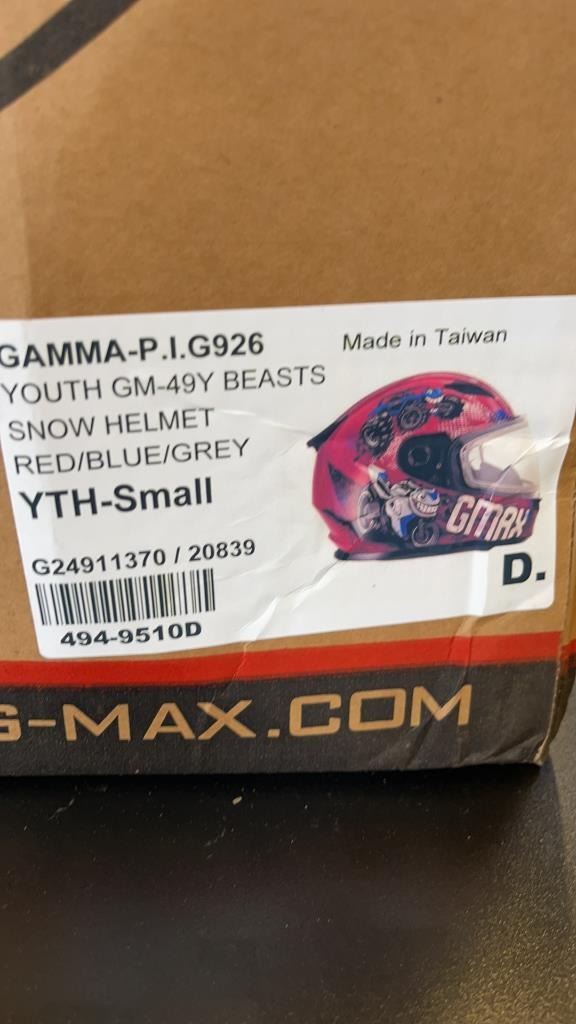 GAMMA-P.I.G926
Made in Taiwan
YOUTH GM-49Y BEASTS
SNOW HELMET
RED/BLUE/GREY
YTH-Small
GMAX
D.
G24911370 / 20839
494-9510D
G-MAX.COM